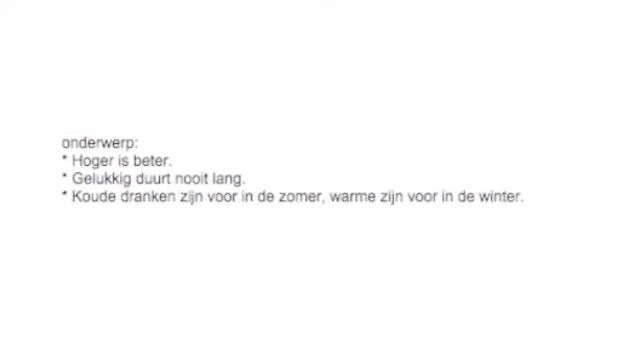 onderwerp:
* Hoger is beter.
* Gelukkig duurt nooit lang.
* Koude dranken zijn voor in de zomer, warme zijn voor in de winter.